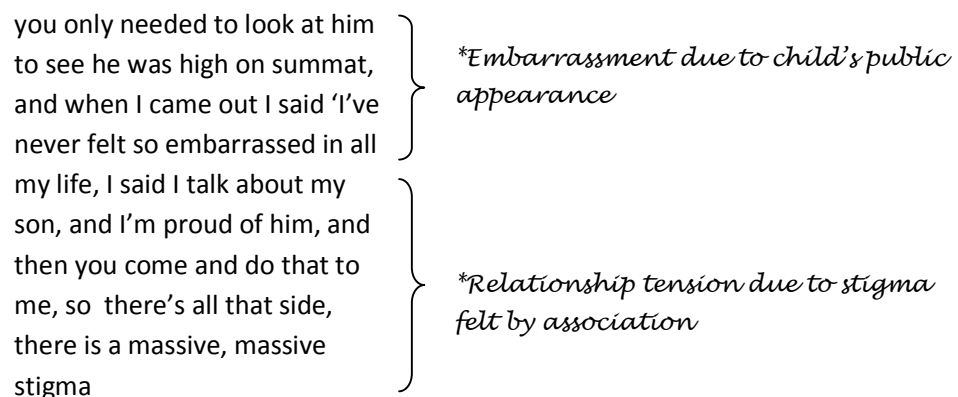 you only needed to look at him
to see he was high on summat,
and when I came out I said ‘I’ve
never felt so embarrassed in all
my life, I said I talk about my
son, and I’m proud of him, and
then you come and do that to
me, so  there’s all that side,
there is a massive, massive
stigma
*Embarrassment due to child’s public
appearance
*Relationship tension due to stigma
felt by association